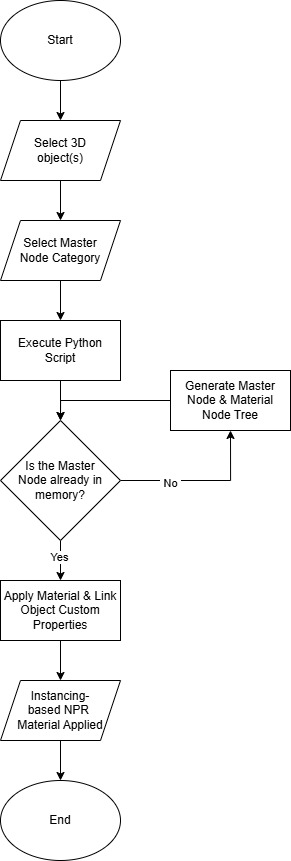 Start
Select 3D
object(s)
Select Master
Node Category
Execute Python
Script
Generate Master
Node & Material
Node Tree
Is the Master
Node already in
memory?
No
Yes
Apply Material & Link
Object Custom
Properties
Instancing-
based NPR
Material Applied
End